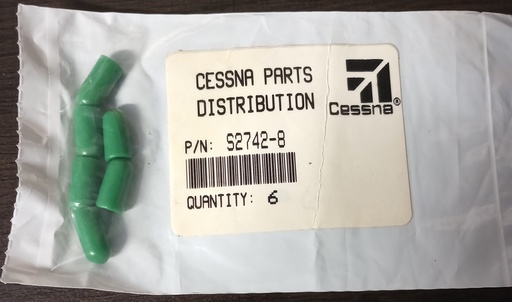 CESSNA PARTS
DISTRIBUTION
Cessna®
P/N: S2742-8
QUANTITY: 6